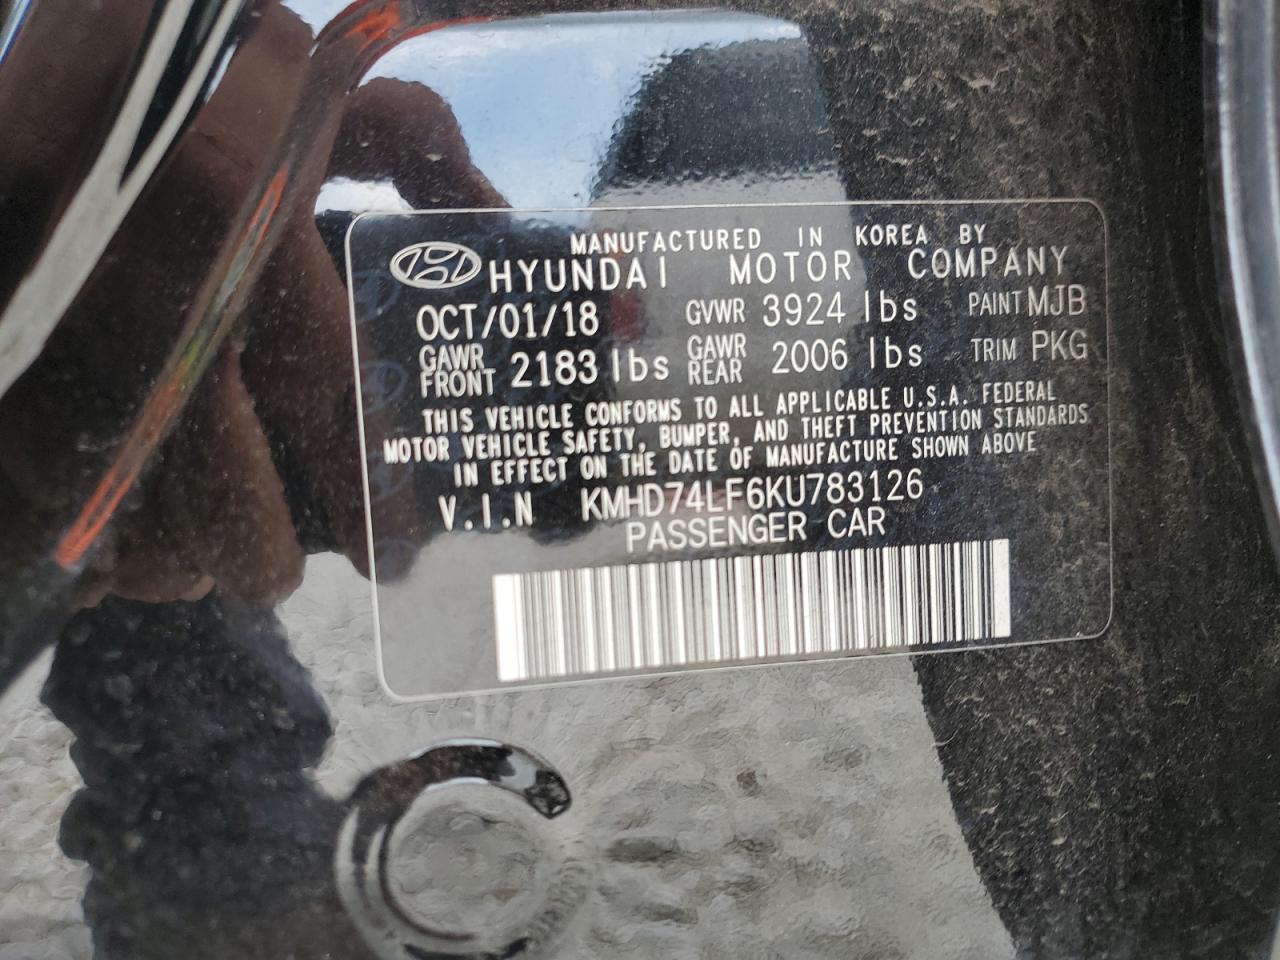 MANUFACTURED IN KOREA BY
HYUNDAI MOTOR COMPANY
OCT/01/18 GVWR 3924 lbs PAINT MJB
GAWR FRONT 2183 lbs GAWR REAR 2006 lbs TRIM PKG
THIS VEHICLE CONFORMS TO ALL APPLICABLE U.S.A. FEDERAL
MOTOR VEHICLE SAFETY, BUMPER, AND THEFT PREVENTION STANDARDS
IN EFFECT ON THE DATE OF MANUFACTURE SHOWN ABOVE
V.I.N KMHD74LF6KU783126
PASSENGER CAR